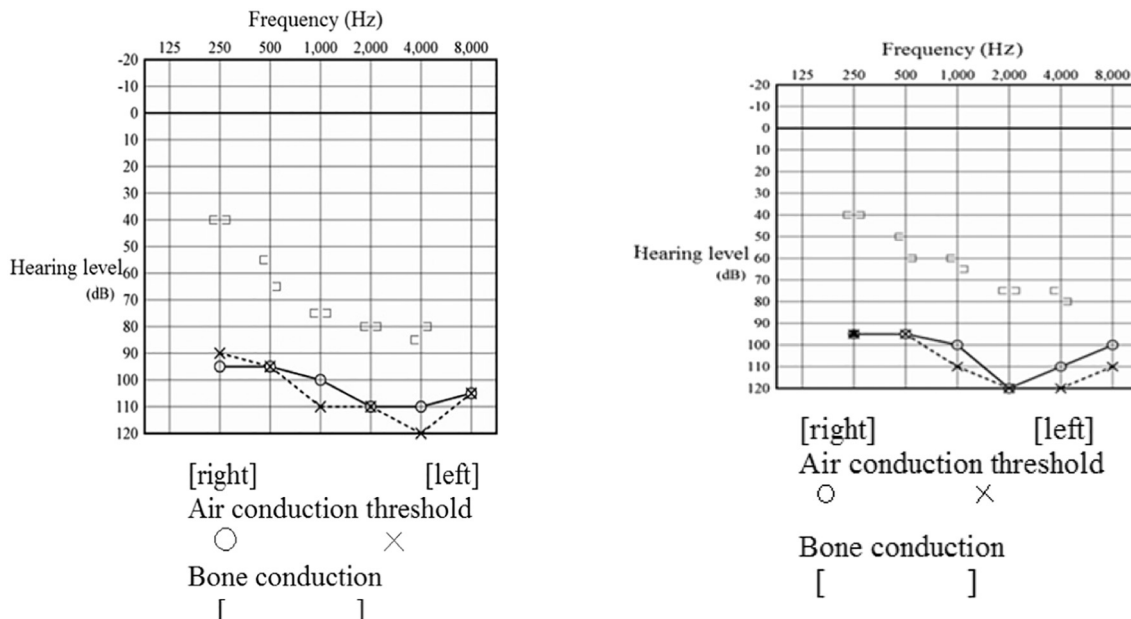 Frequency (Hz)
125 250 500 1,000 2,000 4,000 8,000
-20
-10
0
10
20
30
40
50
Hearing level 60
(dB) 70
80
90
100
110
120
[right] [left]
Air conduction threshold
○ ×
Bone conduction
[ ]
Frequency (Hz)
125 250 500 1,000 2,000 4,000 8,000
-20
-10
0
10
20
30
40
50
Hearing level 60
(dB) 70
80
90
100
110
120
[right] [left]
Air conduction threshold
○ ×
Bone conduction
[ ]